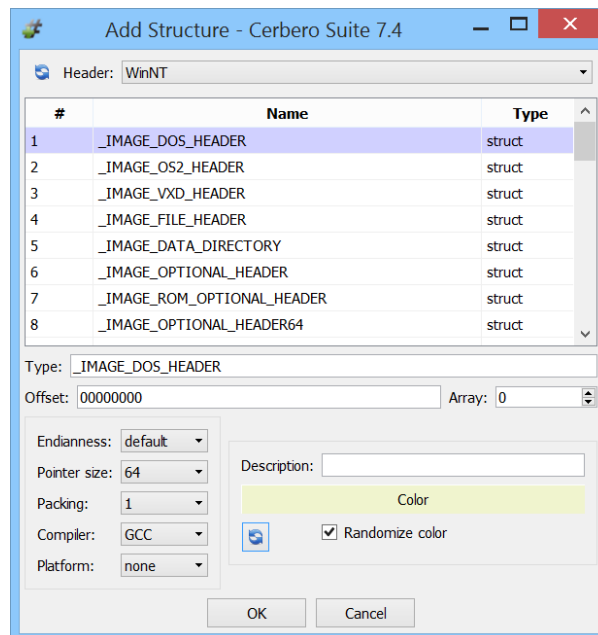 Add Structure - Cerbero Suite 7.4
Header: WinNT
# Name Type
1 _IMAGE_DOS_HEADER struct
2 _IMAGE_OS2_HEADER struct
3 _IMAGE_VXD_HEADER struct
4 _IMAGE_FILE_HEADER struct
5 _IMAGE_DATA_DIRECTORY struct
6 _IMAGE_OPTIONAL_HEADER struct
7 _IMAGE_ROM_OPTIONAL_HEADER struct
8 _IMAGE_OPTIONAL_HEADER64 struct
Type: _IMAGE_DOS_HEADER
Offset: 00000000 Array: 0
Endianness: default
Pointer size: 64
Packing: 1
Compiler: GCC
Platform: none
Description:
Color
Randomize color
OK Cancel